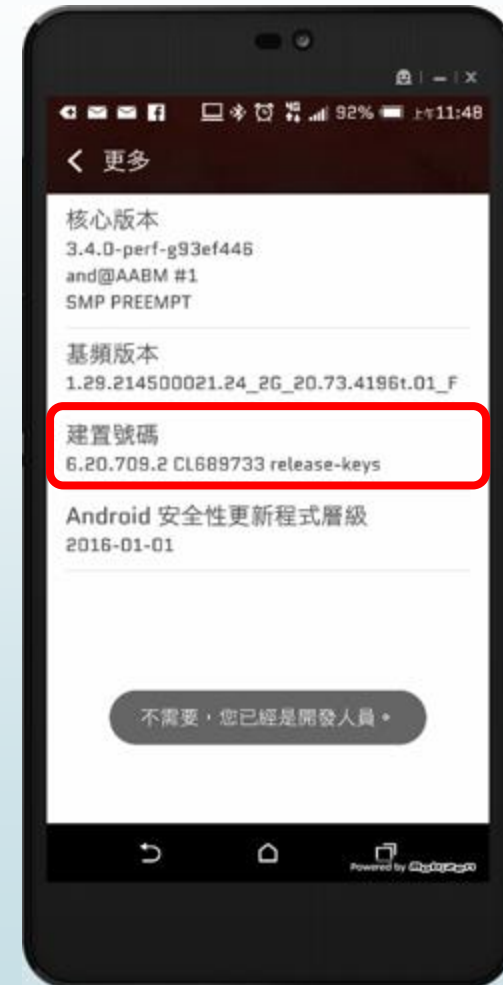 92% 上午11:48
更多
核心版本
3.4.0-perf-g93ef446
and@AABM #1
SMP PREEMPT
基頻版本
1.29.214500021.24_2G_20.73.4196t.01_F
建置號碼
6.20.709.2 CL689733 release-keys
Android 安全性更新程式層級
2016-01-01
不需要，您已經是開發人員。
Powered by Mobizen